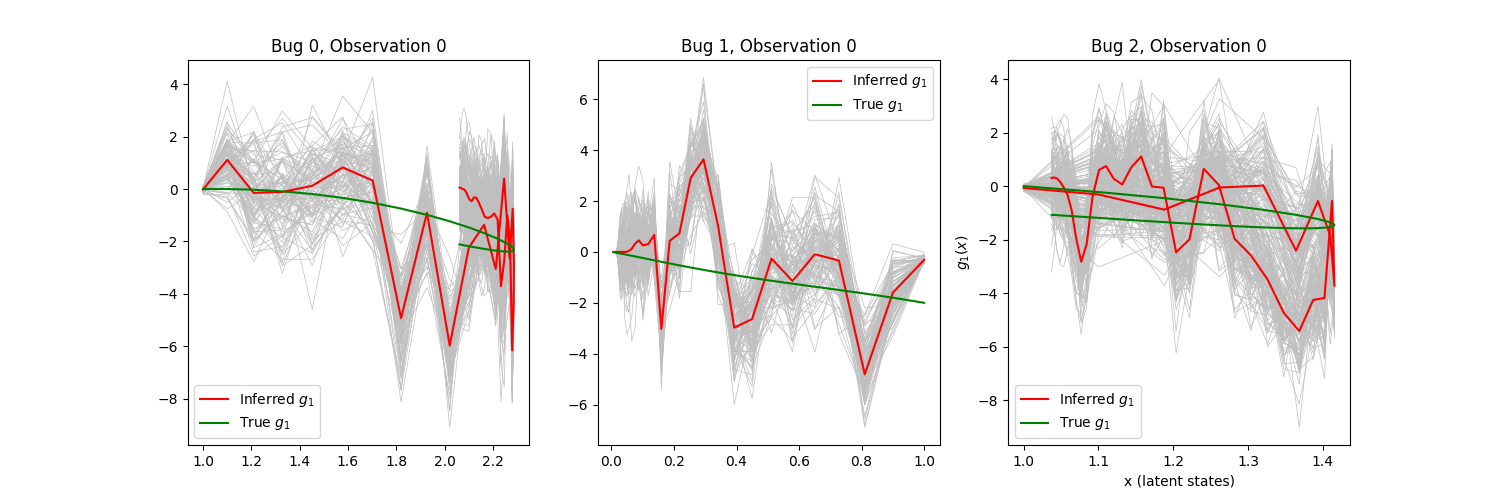 Bug 0, Observation 0
4
2
0
−2
−4
−6
−8
1.0 1.2 1.4 1.6 1.8 2.0 2.2
Inferred g₁
True g₁
Bug 1, Observation 0
6
4
2
0
−2
−4
−6
0.0 0.2 0.4 0.6 0.8 1.0
Inferred g₁
True g₁
Bug 2, Observation 0
g₁(x)
4
2
0
−2
−4
−6
−8
1.0 1.1 1.2 1.3 1.4
x (latent states)
Inferred g₁
True g₁